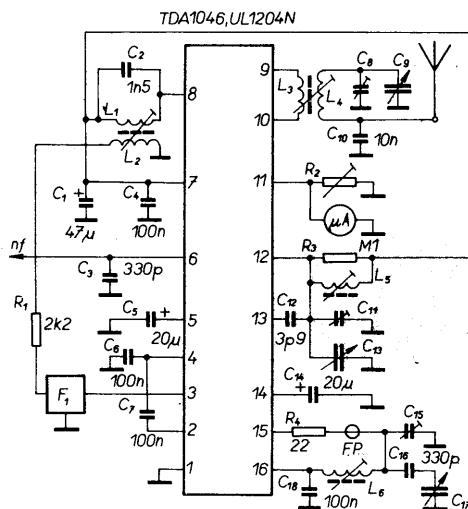 TDA1046,UL1204N
C2
1n5
L1
L2
8
7
C1 +
47µ
C4
100n
nf
6
C3
330p
R1
2k2
C5
+
20µ
5
C6
100n
4
F1
3
C7
100n
2
1
9
10
L3
L4
C8
C9
C10
10n
11
R2
µA
12
R3
M1
L5
C12
3p9
13
C11
C13
20µ
C14
+
14
15
R4
22
F.P.
C15
330p
C16
16
C18
100n
L6
C17